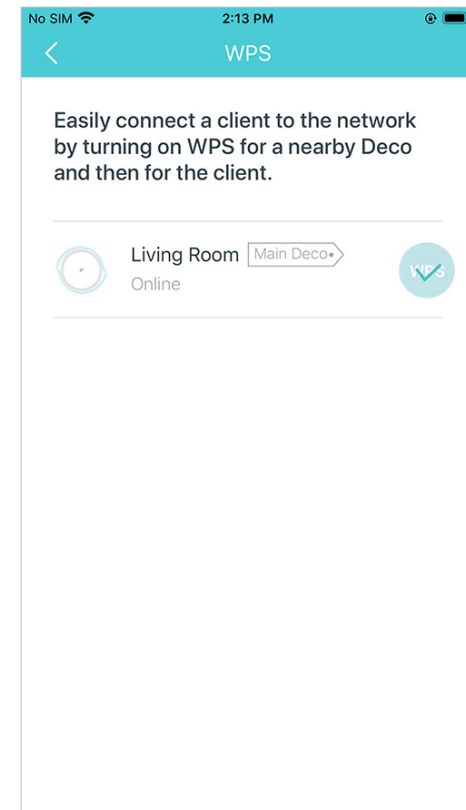 No SIM 2:13 PM
WPS
Easily connect a client to the network
by turning on WPS for a nearby Deco
and then for the client.
Living Room Main Deco
Online
WPS